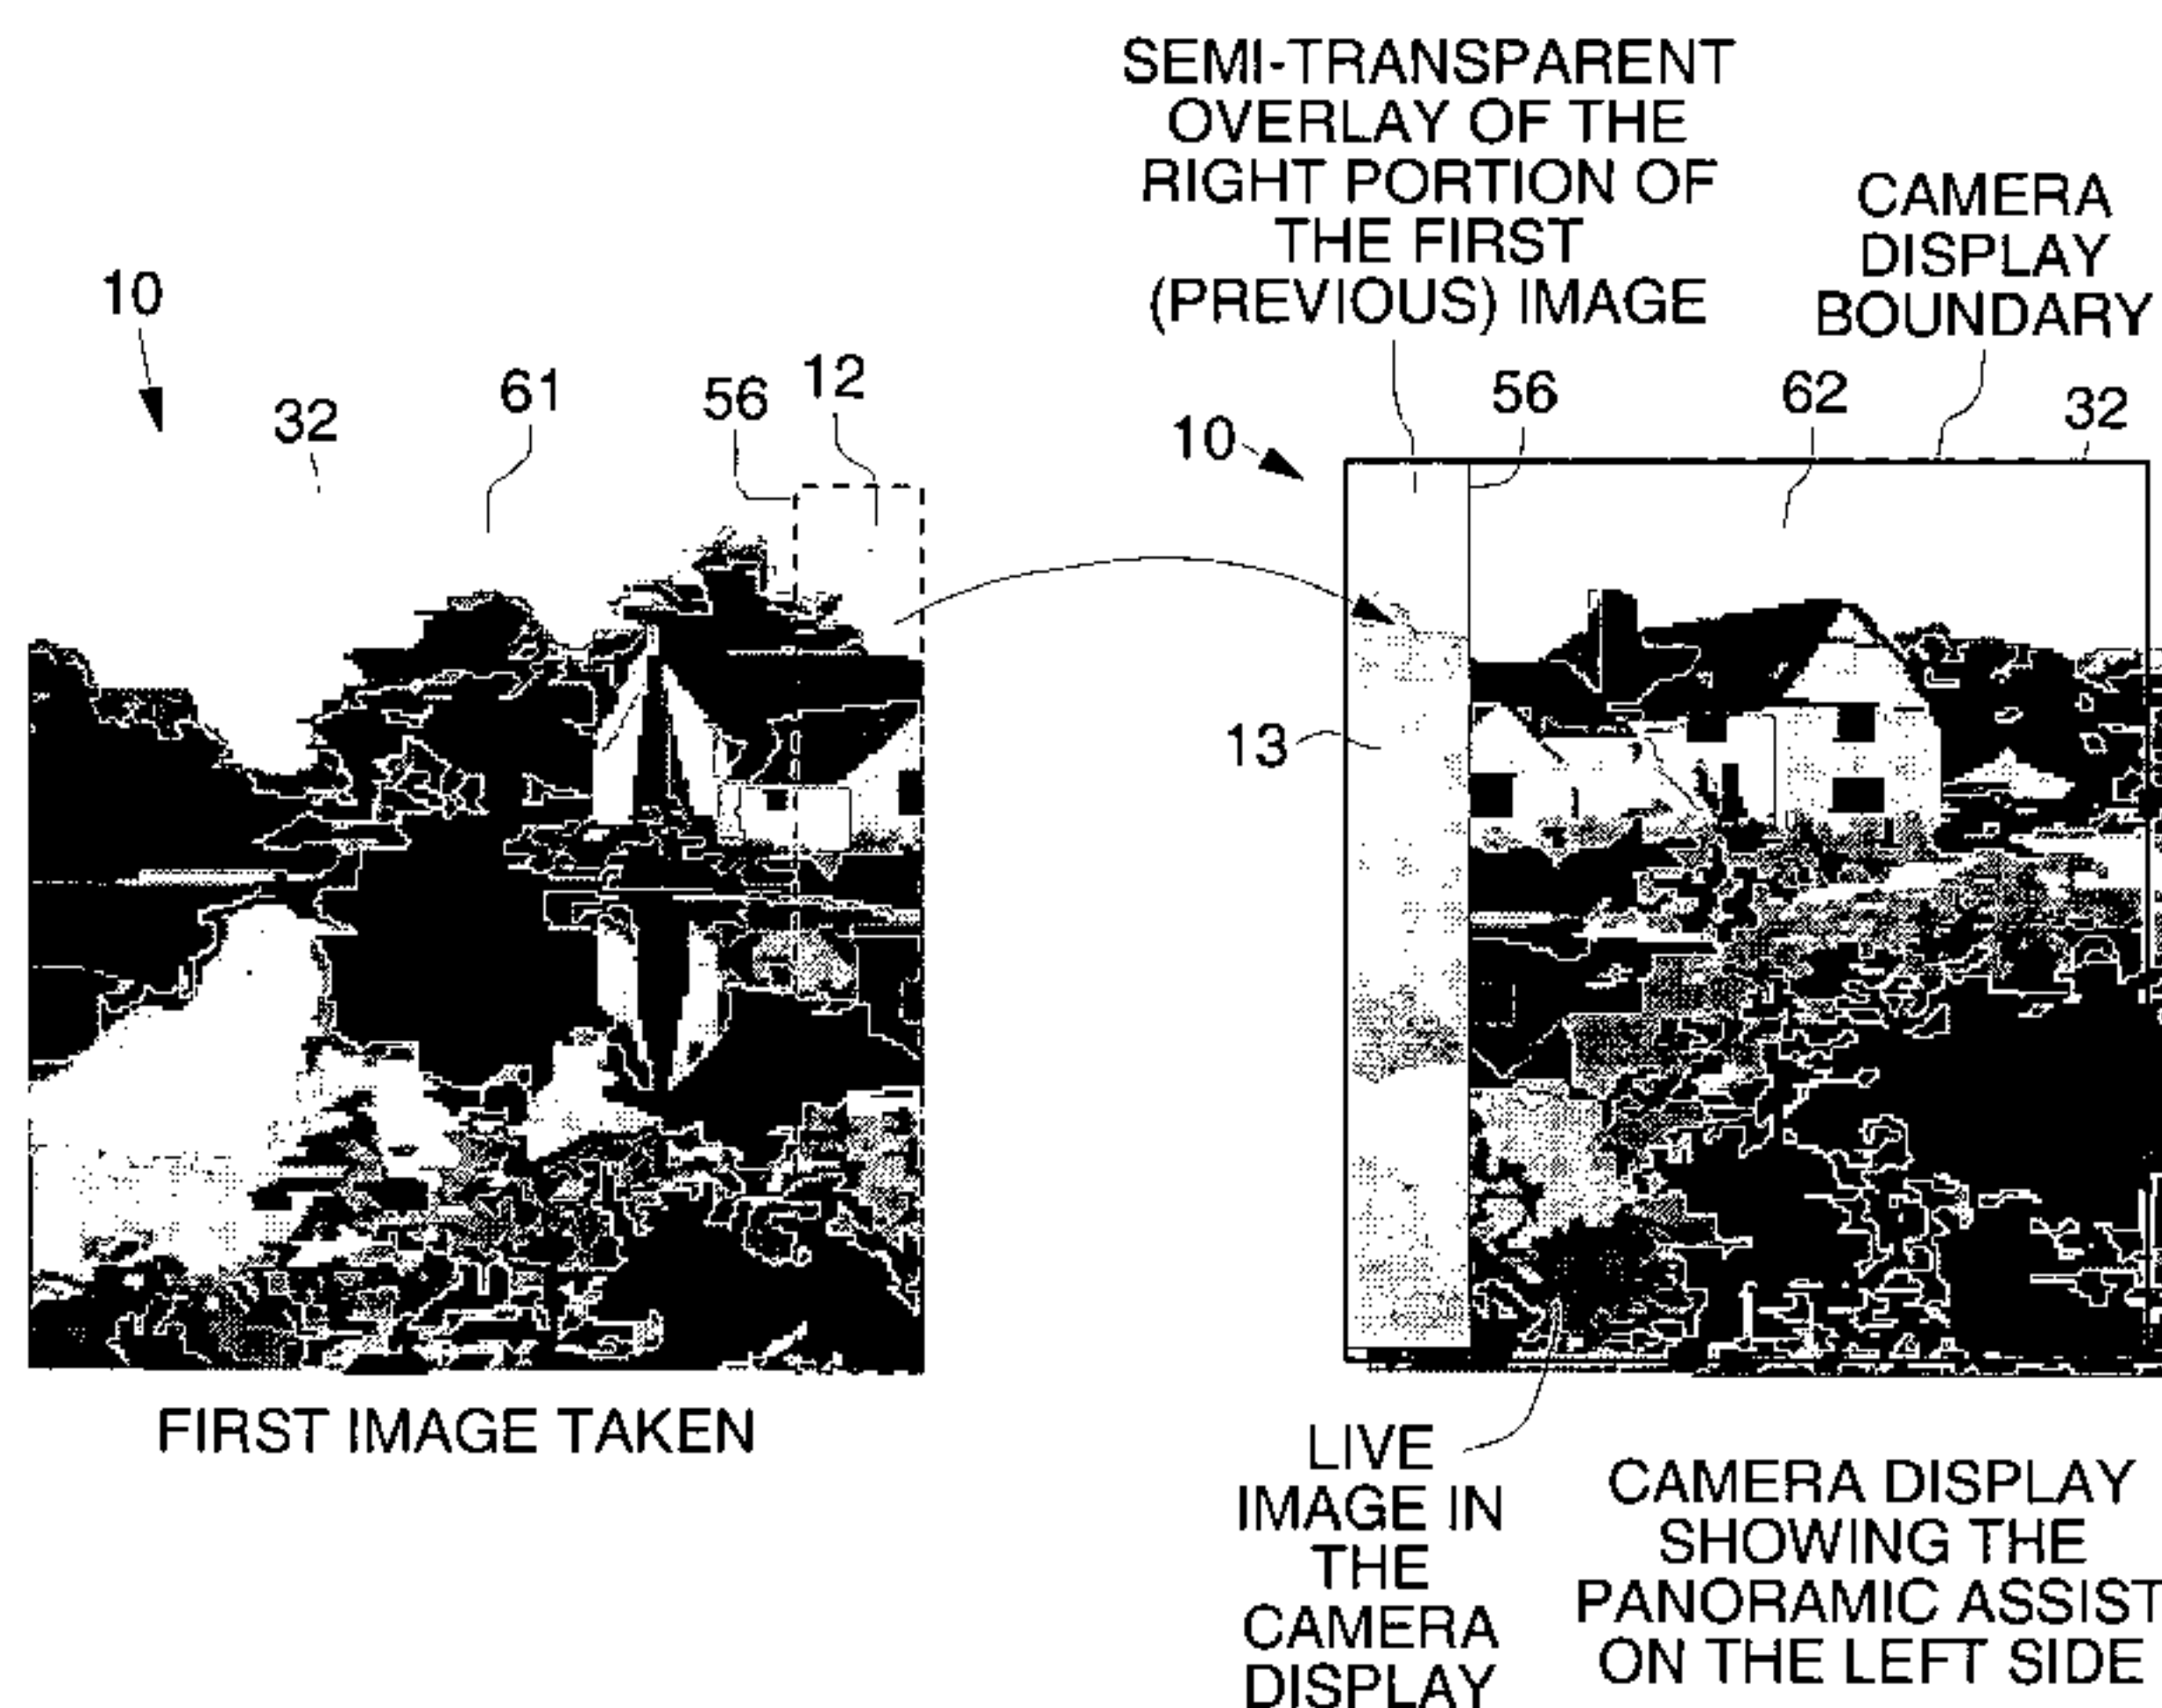 SEMI-TRANSPARENT
OVERLAY OF THE
RIGHT PORTION OF
THE FIRST
(PREVIOUS) IMAGE
CAMERA
DISPLAY
BOUNDARY
10
32
61
56
12
10
56
62
32
13
FIRST IMAGE TAKEN
LIVE
IMAGE IN
THE
CAMERA
DISPLAY
CAMERA DISPLAY
SHOWING THE
PANORAMIC ASSIST
ON THE LEFT SIDE